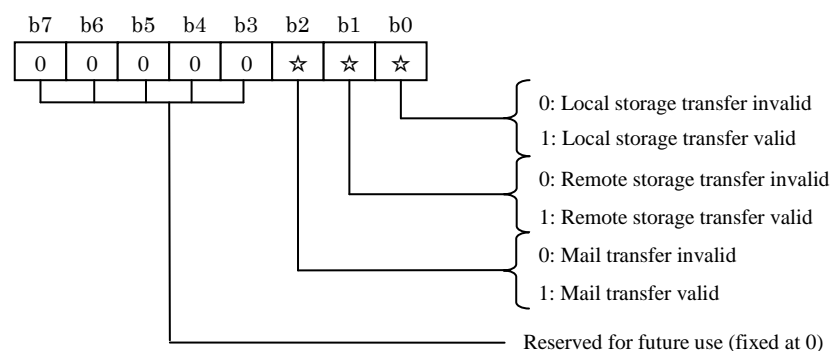 b7 b6 b5 b4 b3 b2 b1 b0
0 0 0 0 0 ☆ ☆ ☆
0: Local storage transfer invalid
1: Local storage transfer valid
0: Remote storage transfer invalid
1: Remote storage transfer valid
0: Mail transfer invalid
1: Mail transfer valid
Reserved for future use (fixed at 0)